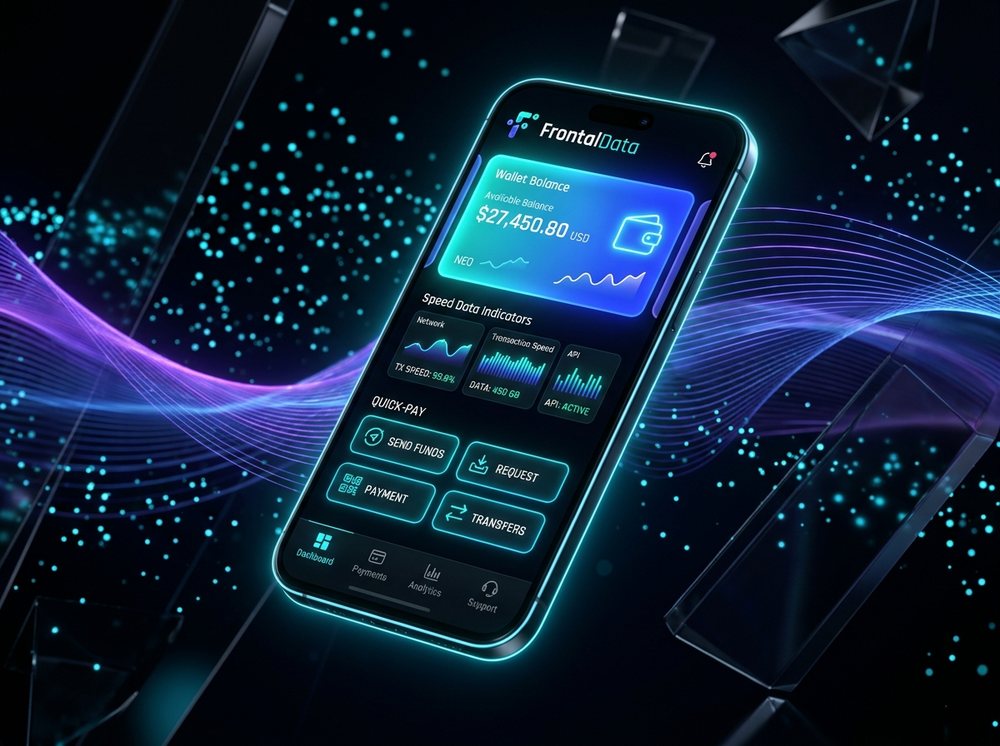 FrontalData
Wallet Balance
Available Balance
$27,450.80 USD
NEO
Speed Data Indicators
Network
TX SPEED: 99.8%
Transaction Speed
DATA: 450 GB
API
API: ACTIVE
QUICK-PAY
SEND FUNDS
REQUEST
PAYMENT
TRANSFERS
Dashboard
Payments
Analytics
Support